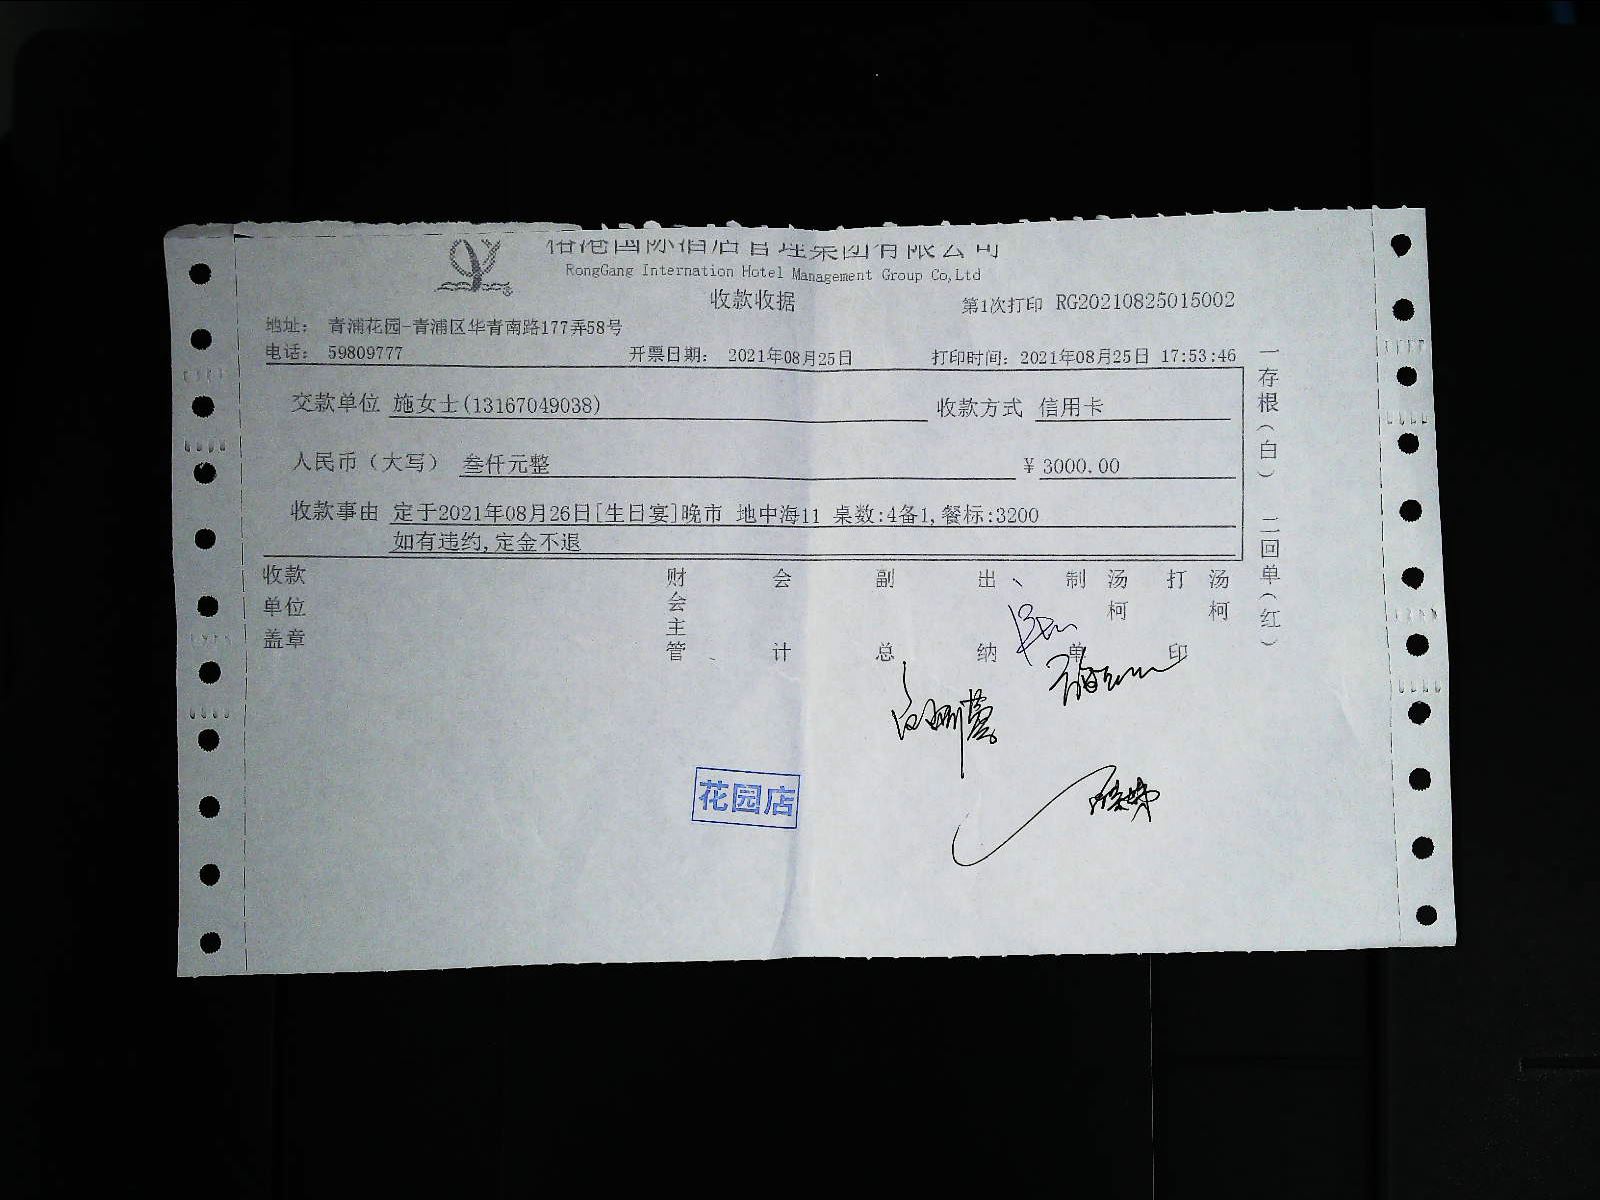 国际酒店管理集团有限公司
RongGang Internation Hotel Management Group Co,Ltd
收款收据
第1次打印 RG20210825015002
地址： 青浦花园-青浦区华青南路177弄58号
电话： 59809777 开票日期： 2021年08月25日 打印时间：2021年08月25日 17:53:46
交款单位 施女士(13167049038) 收款方式 信用卡
人民币（大写） 叁仟元整 ¥ 3000.00
收款事由 定于2021年08月26日[生日宴]晚市 地中海11 桌数:4备1,餐标:3200
如有违约,定金不退
收款单位盖章 财会主管 会计 副总 出纳 制单 汤柯 打印 汤柯
一存根（白） 二回单（红）
花园店